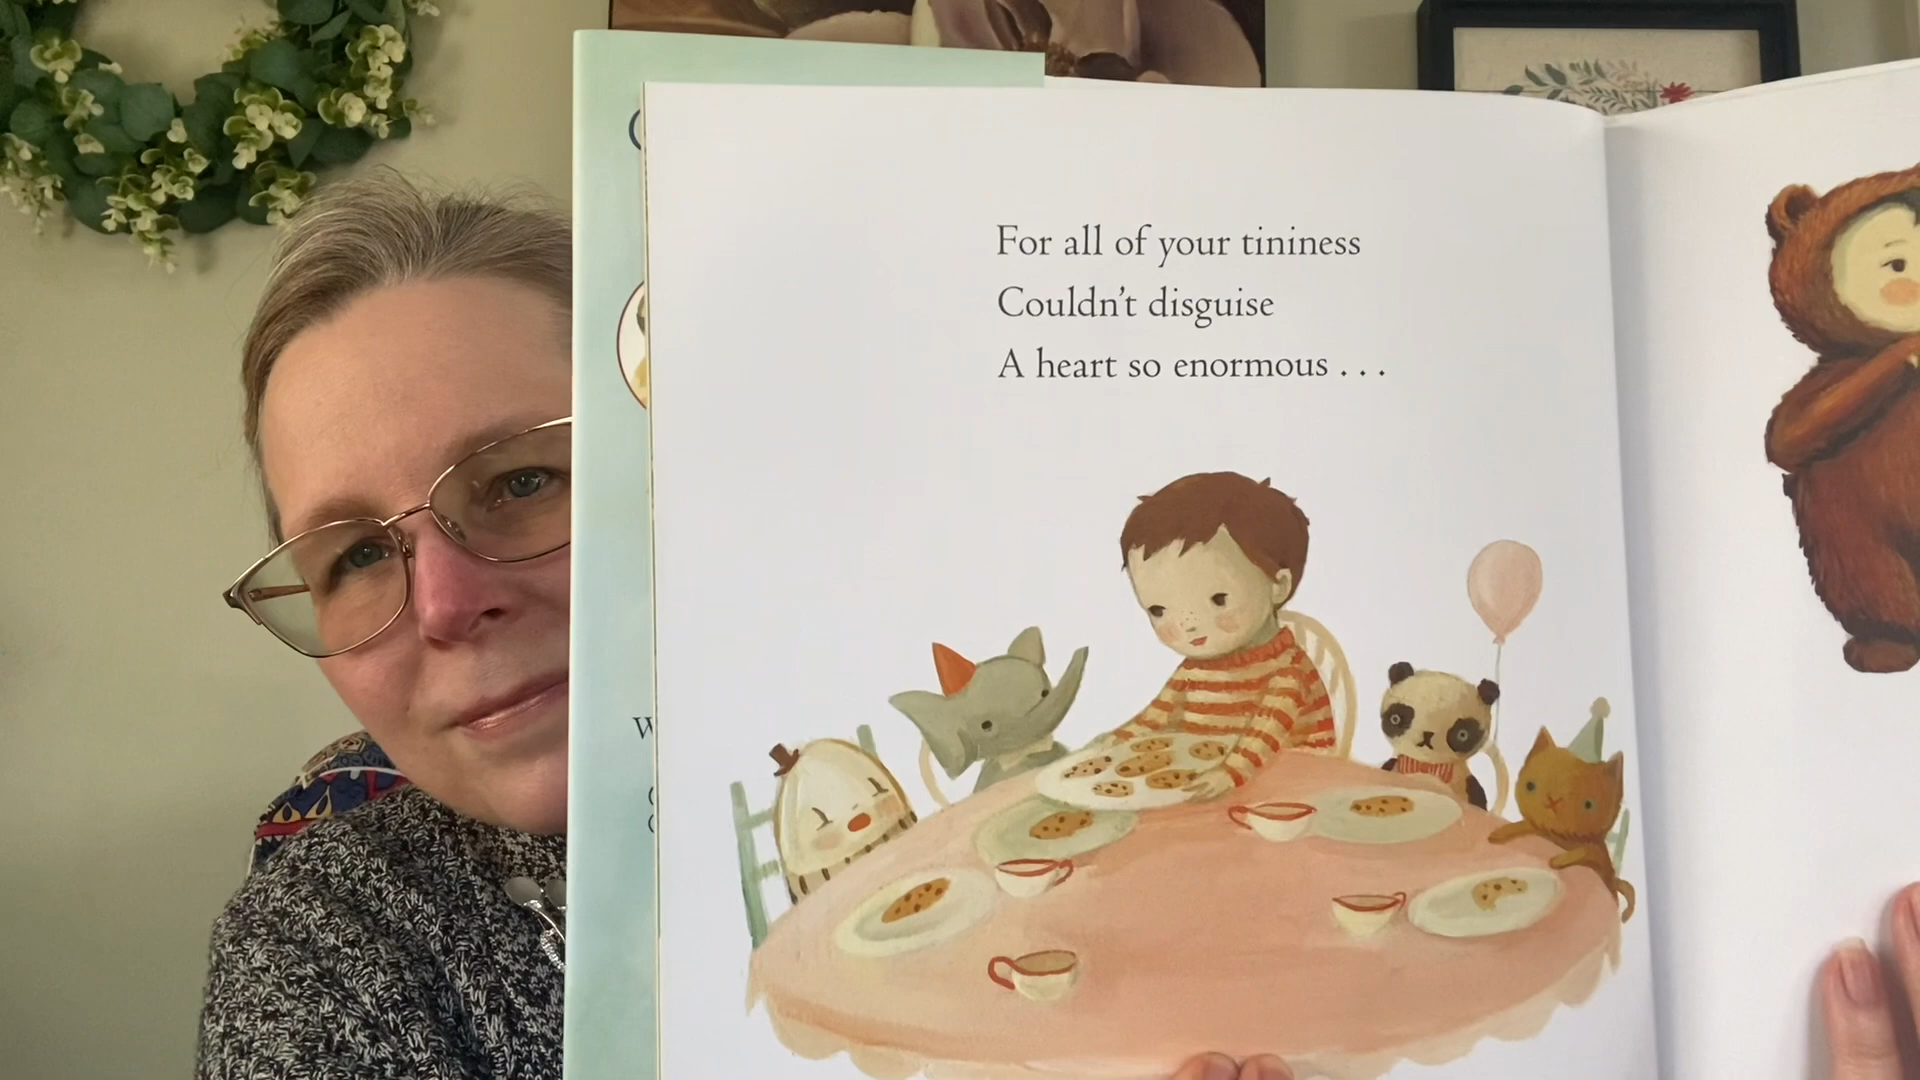 For all of your tininess
Couldn't disguise
A heart so enormous . . .